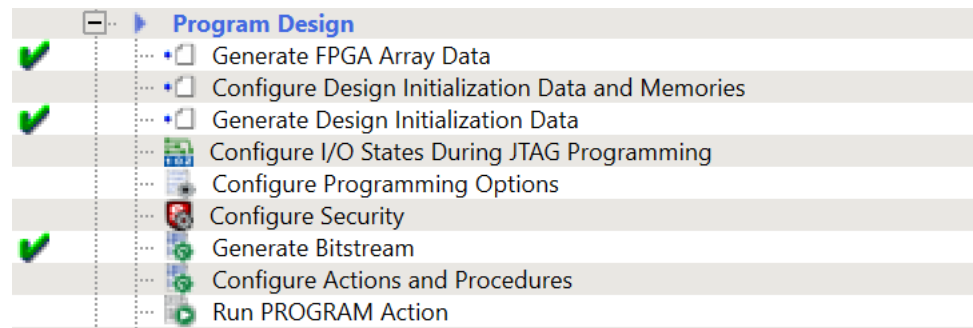 Program Design
Generate FPGA Array Data
Configure Design Initialization Data and Memories
Generate Design Initialization Data
Configure I/O States During JTAG Programming
Configure Programming Options
Configure Security
Generate Bitstream
Configure Actions and Procedures
Run PROGRAM Action